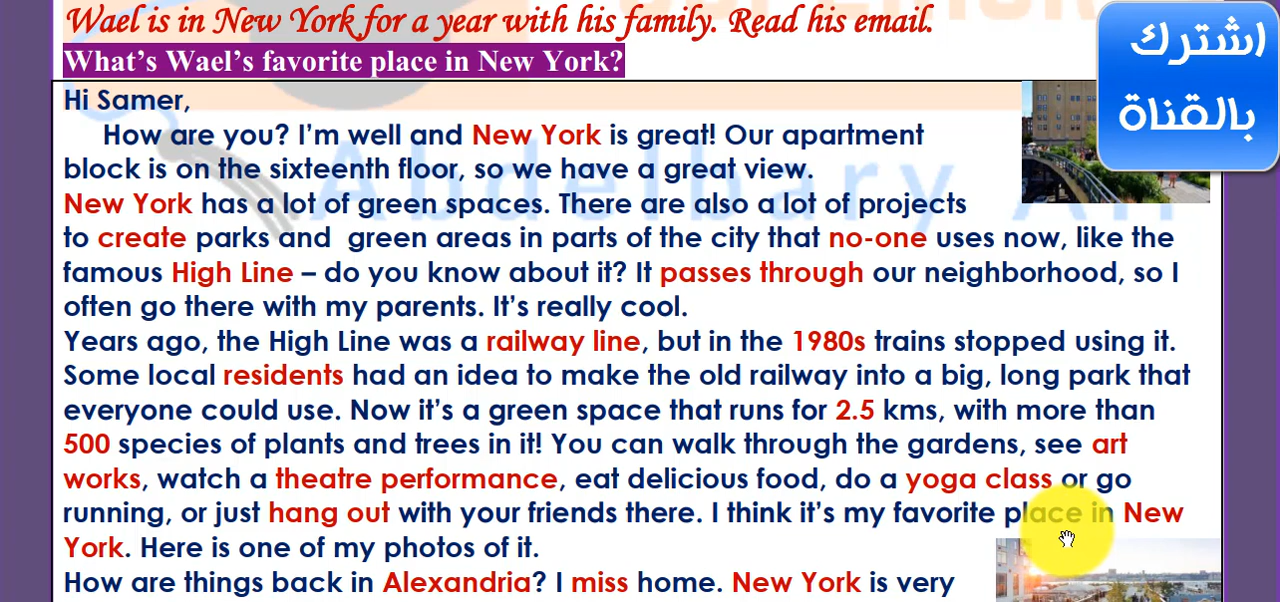 Wael is in New York for a year with his family. Read his email.
What's Wael's favorite place in New York?
اشترك
بالقناة
Hi Samer,
How are you? I'm well and New York is great! Our apartment
block is on the sixteenth floor, so we have a great view.
New York has a lot of green spaces. There are also a lot of projects
to create parks and green areas in parts of the city that no-one uses now, like the
famous High Line – do you know about it? It passes through our neighborhood, so I
often go there with my parents. It's really cool.
Years ago, the High Line was a railway line, but in the 1980s trains stopped using it.
Some local residents had an idea to make the old railway into a big, long park that
everyone could use. Now it's a green space that runs for 2.5 kms, with more than
500 species of plants and trees in it! You can walk through the gardens, see art
works, watch a theatre performance, eat delicious food, do a yoga class or go
running, or just hang out with your friends there. I think it's my favorite place in New
York. Here is one of my photos of it.
How are things back in Alexandria? I miss home. New York is very
Abdelbary